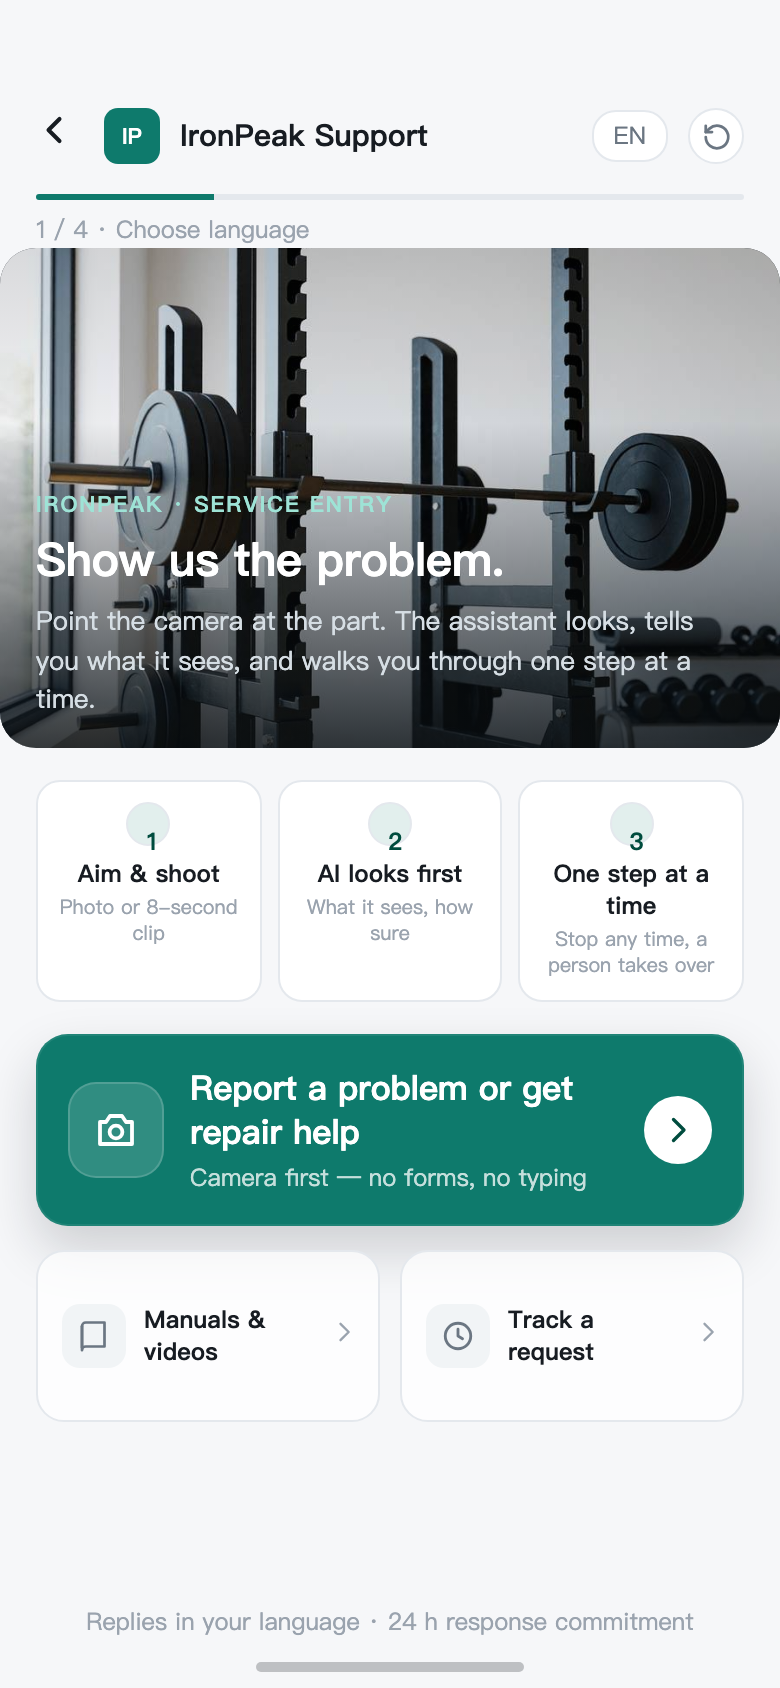 IP
IronPeak Support
EN
1 / 4 · Choose language
IRONPEAK · SERVICE ENTRY
Show us the problem.
Point the camera at the part. The assistant looks, tells
you what it sees, and walks you through one step at a
time.
1
Aim & shoot
Photo or 8–second
clip
2
AI looks first
What it sees, how
sure
3
One step at a
time
Stop any time, a
person takes over
Report a problem or get
repair help
Camera first — no forms, no typing
Manuals &
videos
Track a
request
Replies in your language · 24 h response commitment